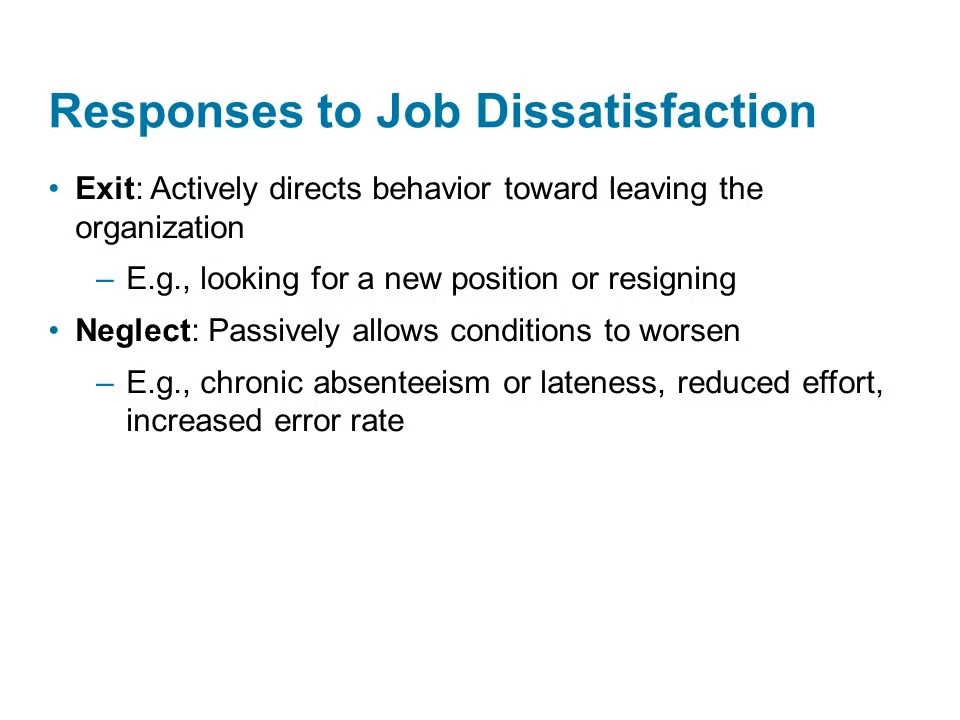 Responses to Job Dissatisfaction
• Exit: Actively directs behavior toward leaving the
organization
– E.g., looking for a new position or resigning
• Neglect: Passively allows conditions to worsen
– E.g., chronic absenteeism or lateness, reduced effort,
increased error rate